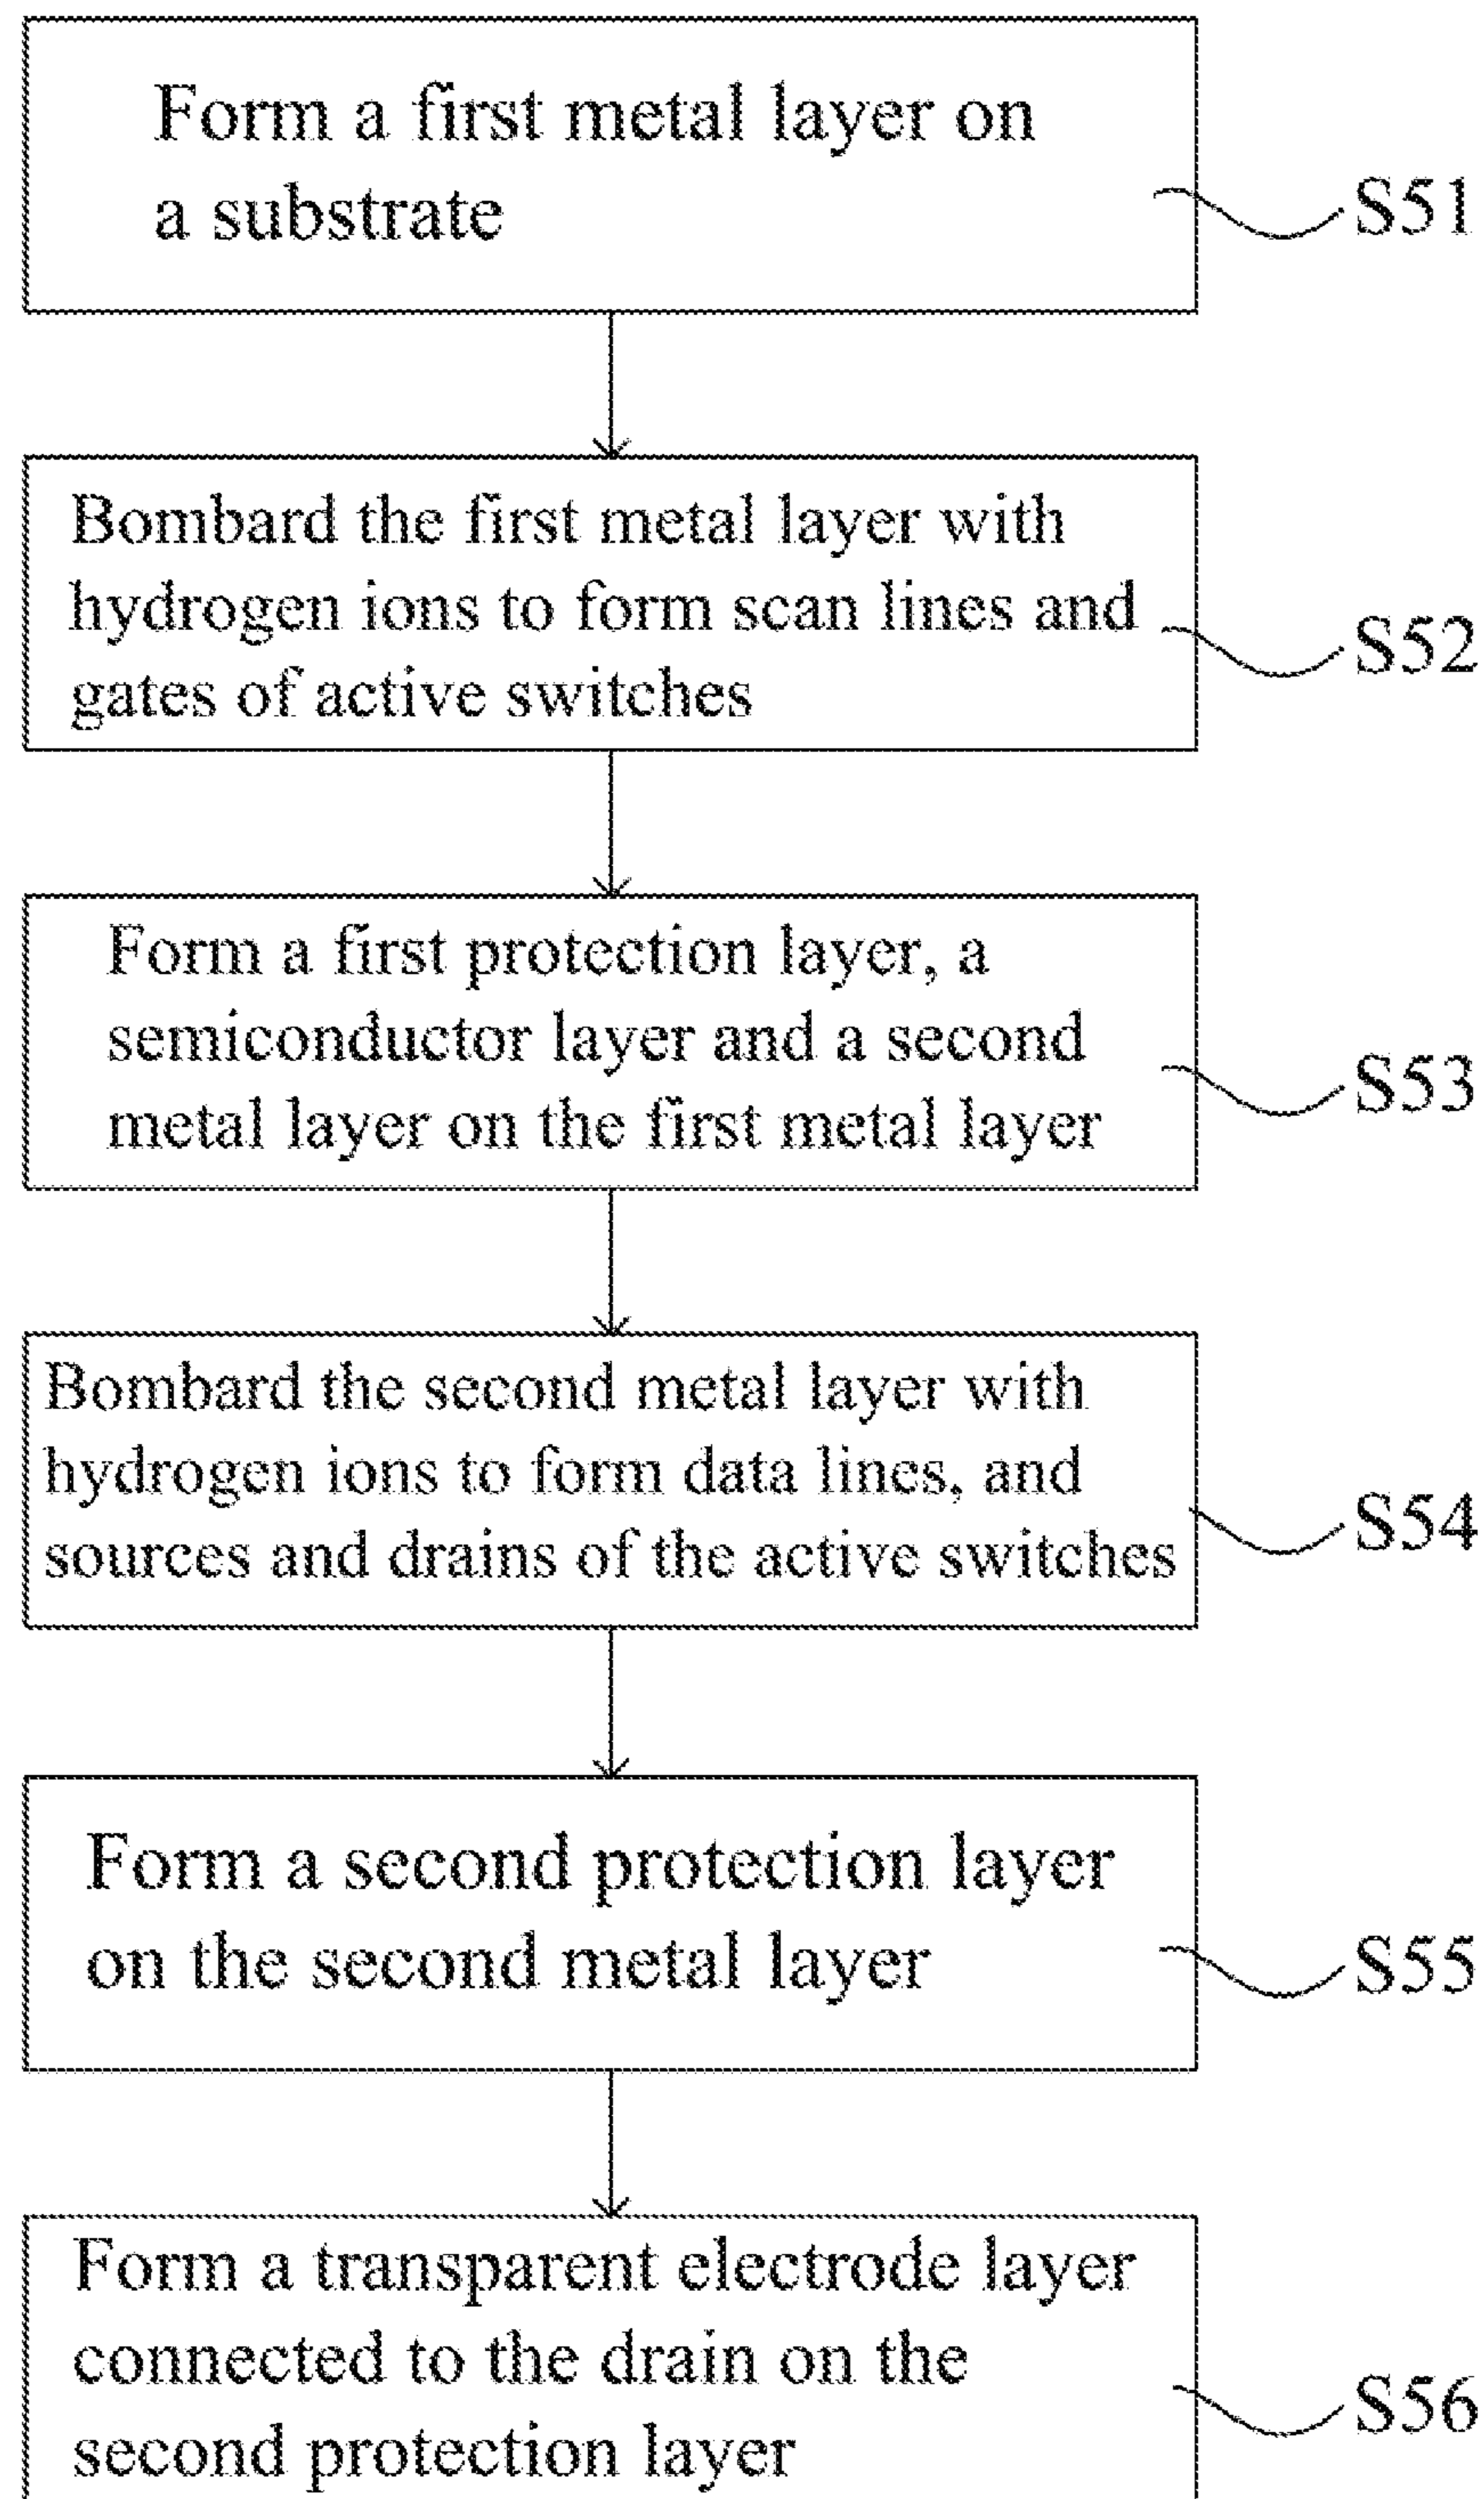 Form a first metal layer on
a substrate
S51
Bombard the first metal layer with
hydrogen ions to form scan lines and
gates of active switches
S52
Form a first protection layer, a
semiconductor layer and a second
metal layer on the first metal layer
S53
Bombard the second metal layer with
hydrogen ions to form data lines, and
sources and drains of the active switches
S54
Form a second protection layer
on the second metal layer
S55
Form a transparent electrode layer
connected to the drain on the
second protection layer
S56